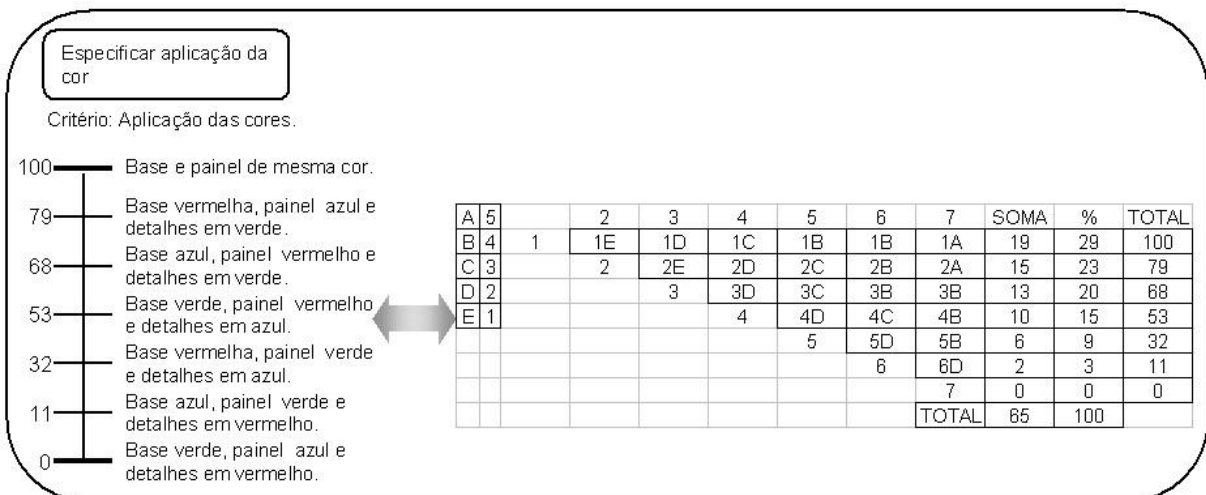 Especificar aplicação da
cor
Critério: Aplicação das cores.
100 Base e painel de mesma cor.
79 Base vermelha, painel azul e
detalhes em verde.
68 Base azul, painel vermelho e
detalhes em verde.
53 Base verde, painel vermelho
e detalhes em azul.
32 Base vermelha, painel verde
e detalhes em azul.
11 Base azul, painel verde e
detalhes em vermelho.
0 Base verde, painel azul e
detalhes em vermelho.
A 5 2 3 4 5 6 7 SOMA % TOTAL
B 4 1 1E 1D 1C 1B 1B 1A 19 29 100
C 3 2 2E 2D 2C 2B 2A 15 23 79
D 2 3 3D 3C 3B 3B 13 20 68
E 1 4 4D 4C 4B 10 15 53
5 5D 5B 6 9 32
6 6D 2 3 11
7 0 0 0
TOTAL 65 100